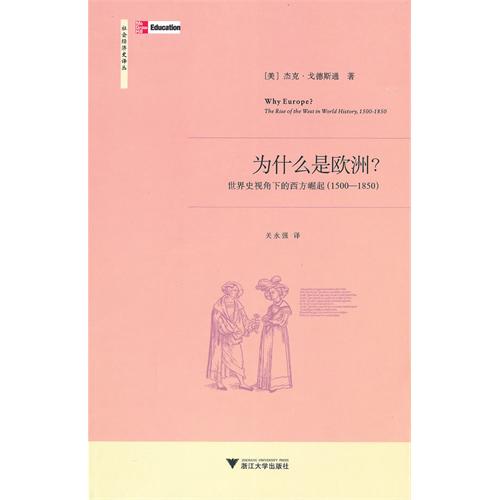 社会经济史译丛
Mc
Graw
Hill
Education
[美] 杰克·戈德斯通 著
Why Europe?
The Rise of the West in World History, 1500-1850
为什么是欧洲?
世界史视角下的西方崛起(1500—1850)
关永强 译
ZHEJIANG UNIVERSITY PRESS
浙江大学出版社